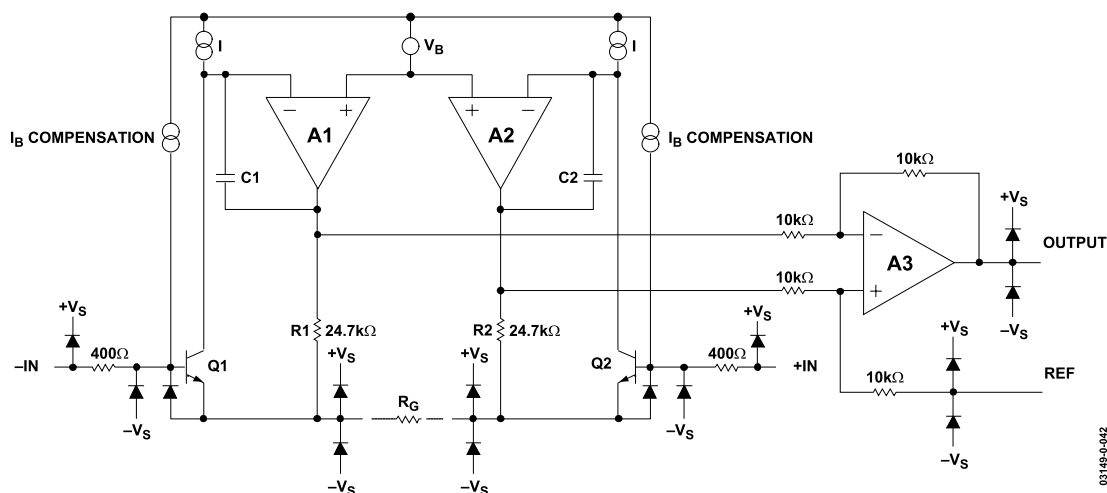 I
V_B
I
I_B COMPENSATION
A1
A2
I_B COMPENSATION
C1
C2
10kΩ
+V_S
10kΩ
OUTPUT
A3
10kΩ
−V_S
+V_S
R1 24.7kΩ
R2 24.7kΩ
+V_S
+V_S
−IN
400Ω
Q1
+V_S
+V_S
Q2
400Ω
+IN
10kΩ
REF
−V_S
R_G
−V_S
−V_S
−V_S
−V_S
− +
+ −
−
+
03149-0-042